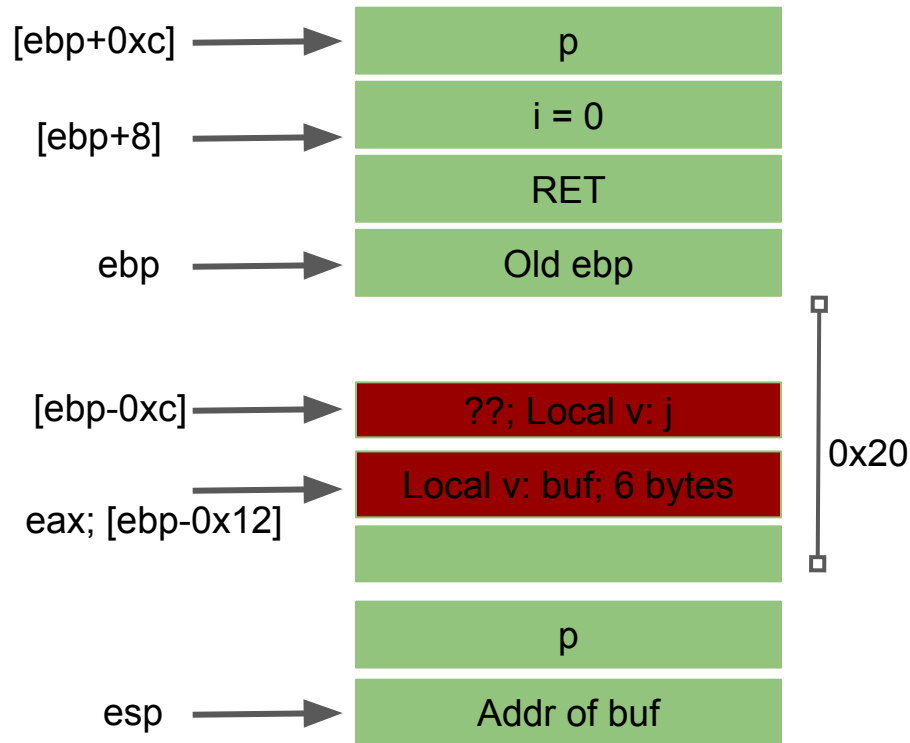 [ebp+0xc]
p
[ebp+8]
i = 0
RET
ebp
Old ebp
[ebp-0xc]
??; Local v: j
0x20
Local v: buf; 6 bytes
eax; [ebp-0x12]
p
esp
Addr of buf